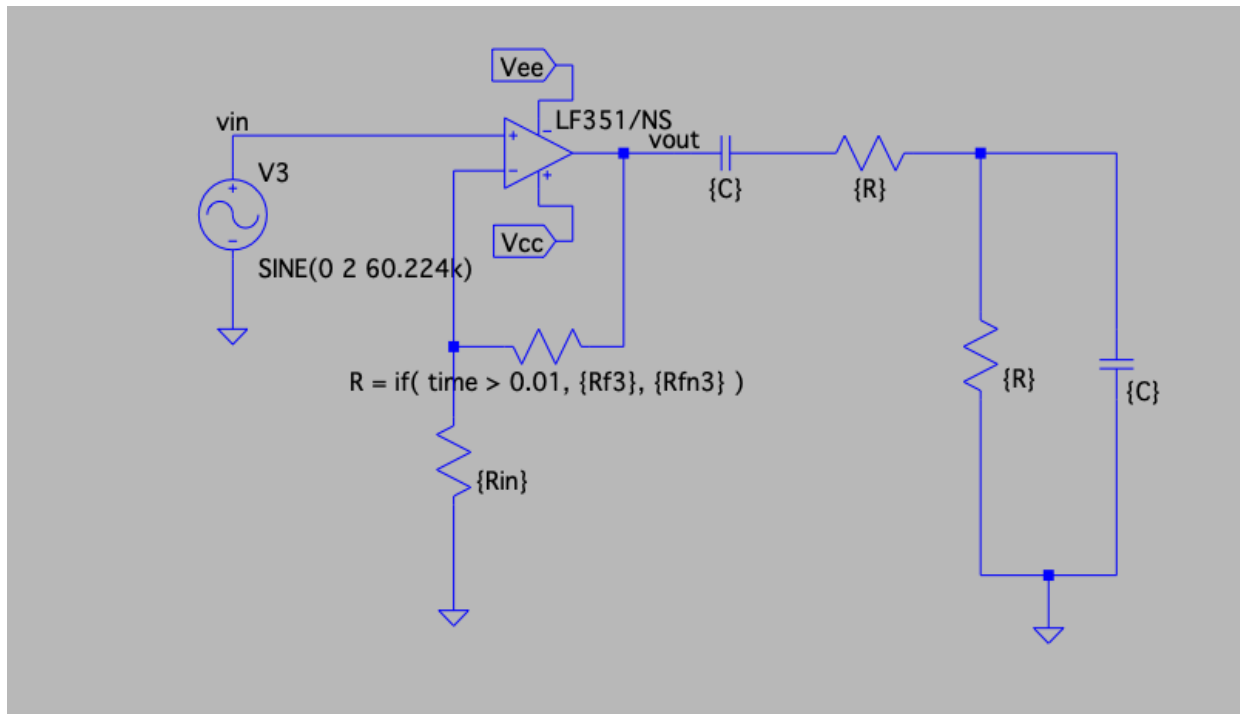 Vee
LF351/NS
vin
vout
V3
{C}
{R}
Vcc
SINE(0 2 60.224k)
R = if( time > 0.01, {Rf3}, {Rfn3} )
{R}
{C}
{Rin}